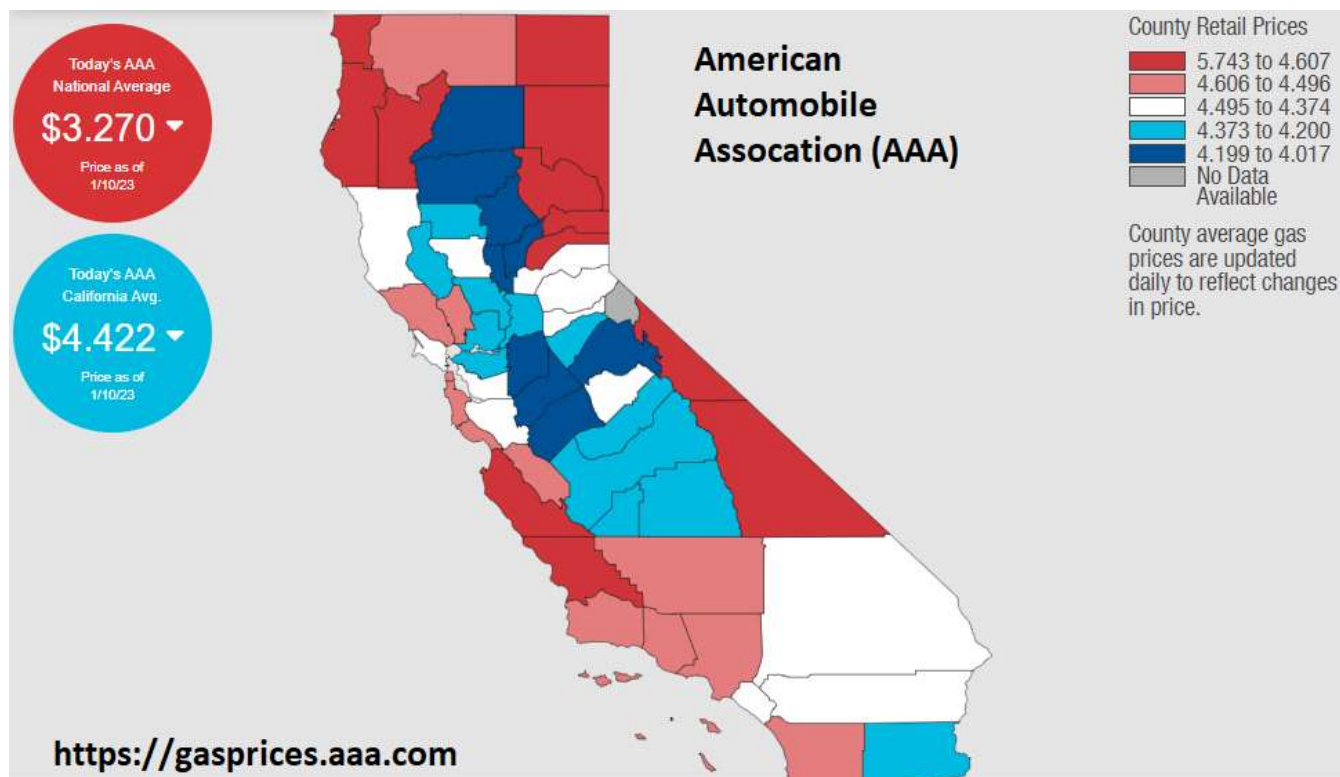 Today's AAA
National Average
$3.270
Price as of
1/10/23
Today's AAA
California Avg.
$4.422
Price as of
1/10/23
American
Automobile
Assocation (AAA)
County Retail Prices
5.743 to 4.607
4.606 to 4.496
4.495 to 4.374
4.373 to 4.200
4.199 to 4.017
No Data
Available
County average gas
prices are updated
daily to reflect changes
in price.
https://gasprices.aaa.com